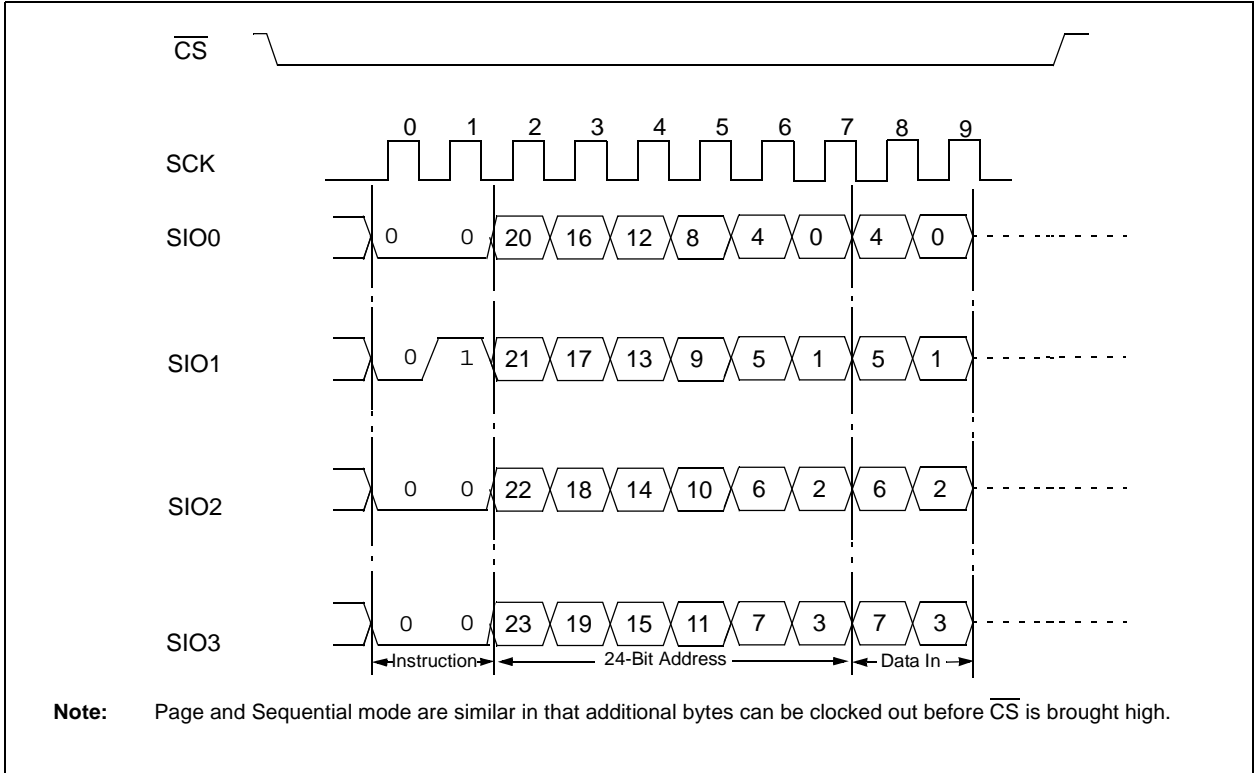 CS
0 1 2 3 4 5 6 7 8 9
SCK
SIO0 0 0 20 16 12 8 4 0 4 0
SIO1 0 1 21 17 13 9 5 1 5 1
SIO2 0 0 22 18 14 10 6 2 6 2
SIO3 0 0 23 19 15 11 7 3 7 3
Instruction 24-Bit Address Data In
Note: Page and Sequential mode are similar in that additional bytes can be clocked out before CS is brought high.